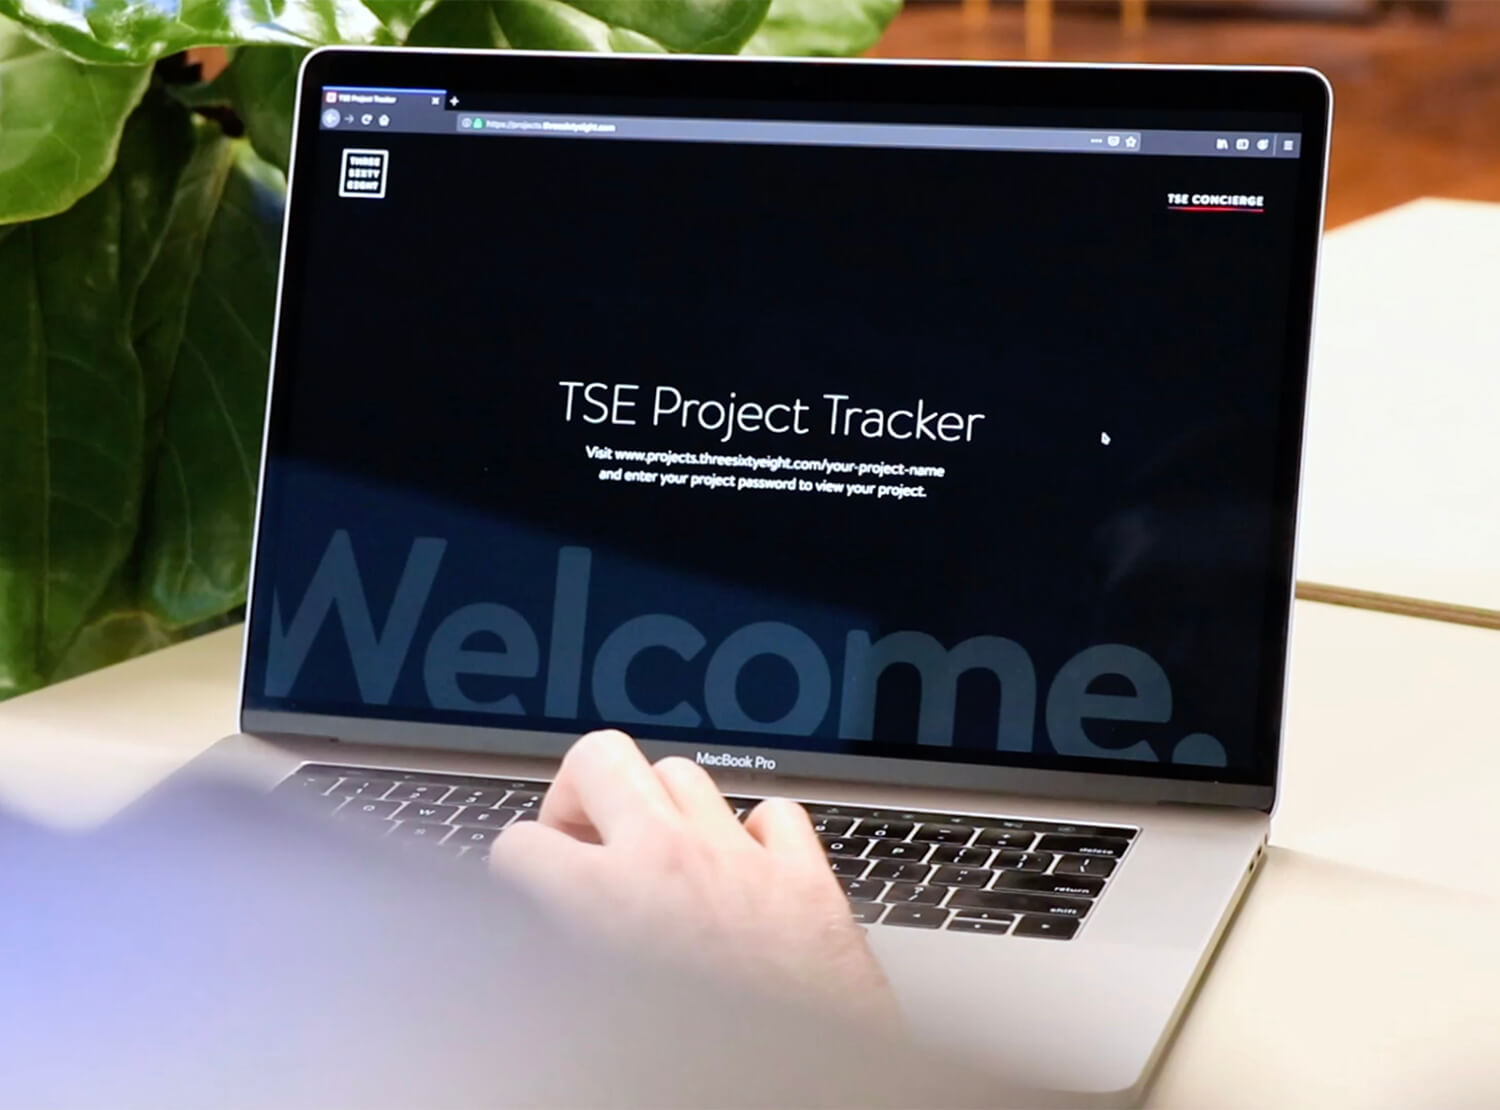 TSE Project Tracker
https://projects.threesixtyeight.com
THREE
SIXTY
EIGHT
TSE CONCIERGE
TSE Project Tracker
Visit www.projects.threesixtyeight.com/your-project-name
and enter your project password to view your project.
Welcome.
MacBook Pro
delete
return
shift